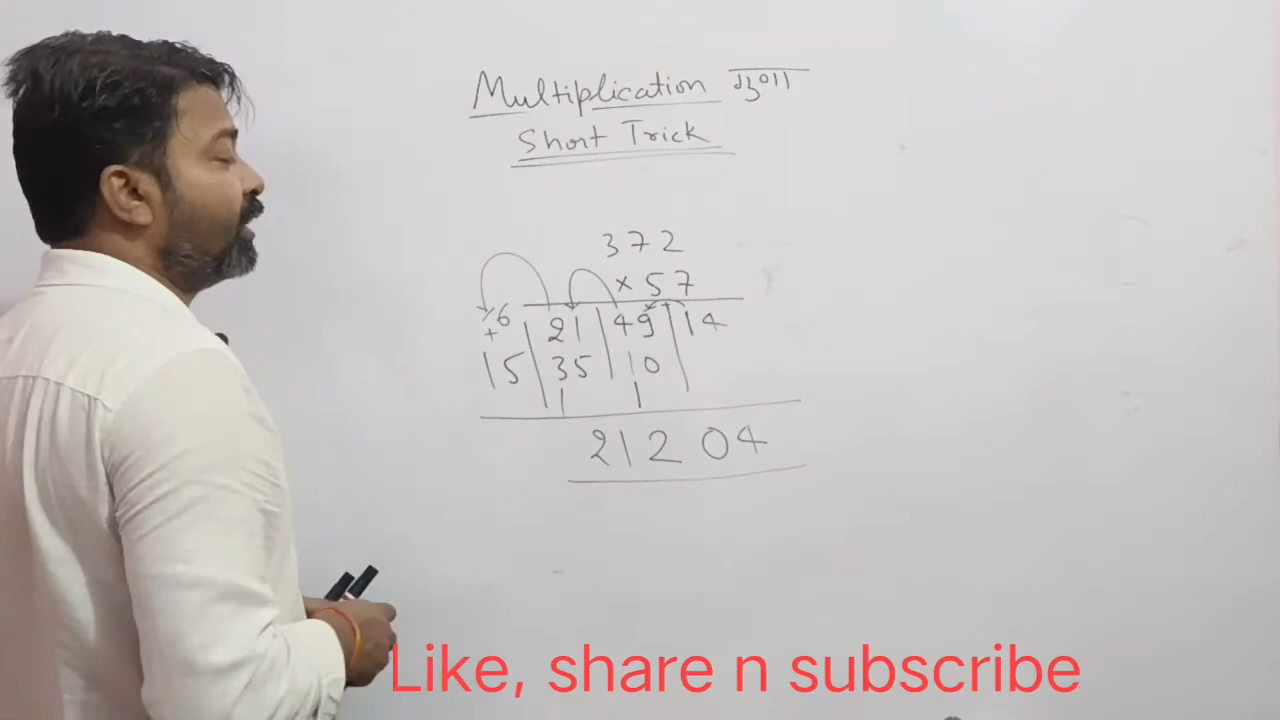 Multiplication गुणा
Short Trick
372
× 57
6 | 21 | 49 | 14
+
15 | 35 | 10 |
1 1
21204
Like, share n subscribe